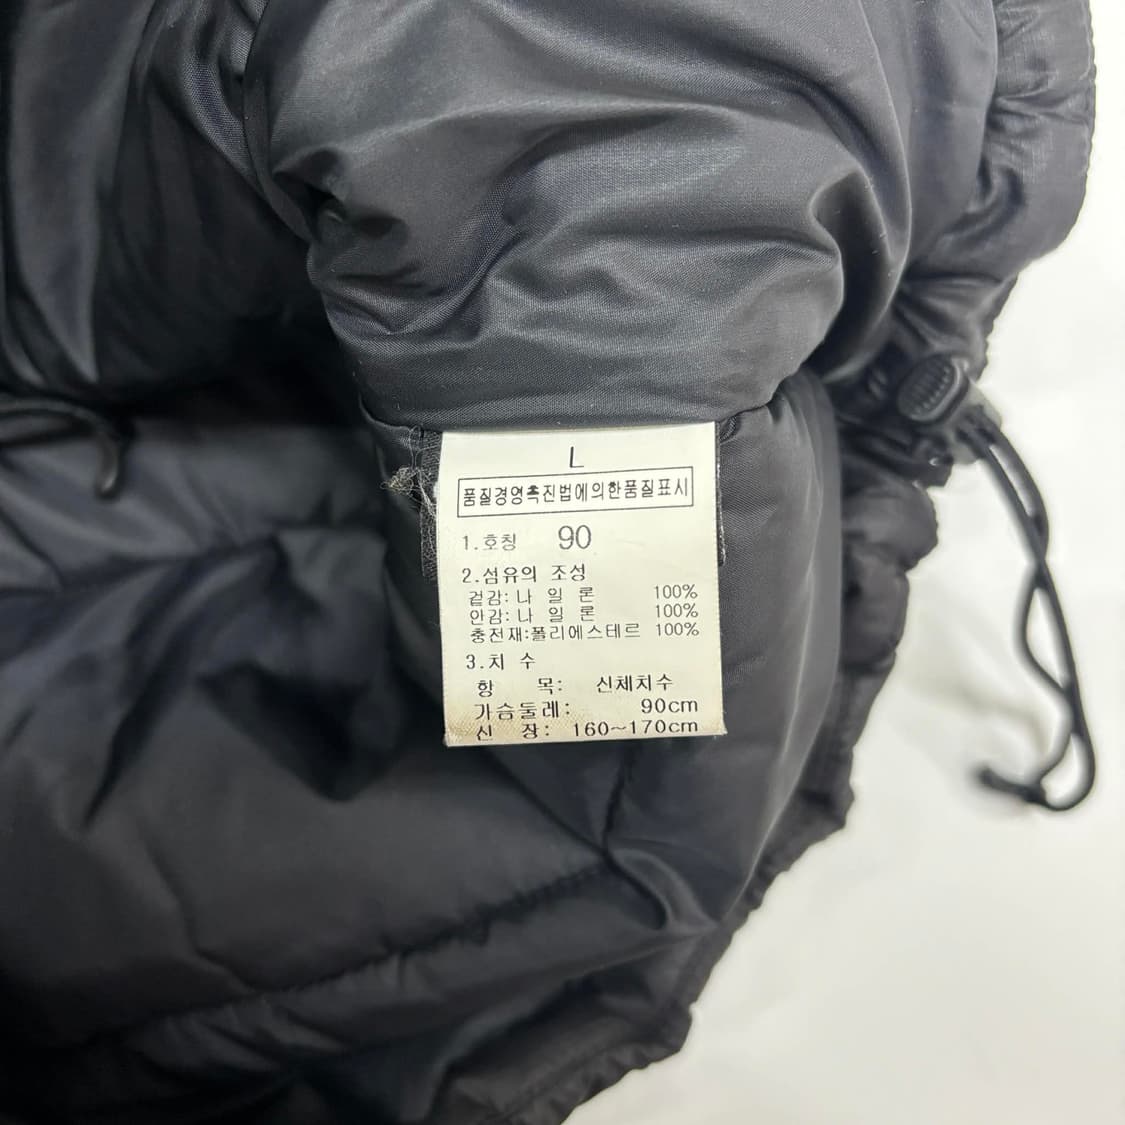 L
품질경영촉진법에의한품질표시
1.호칭 90
2.섬유의 조성
겉감:나 일 론 100%
안감:나 일 론 100%
충전재:폴리에스테르 100%
3.치 수
항 목: 신체치수
가슴둘레: 90cm
신 장: 160~170cm